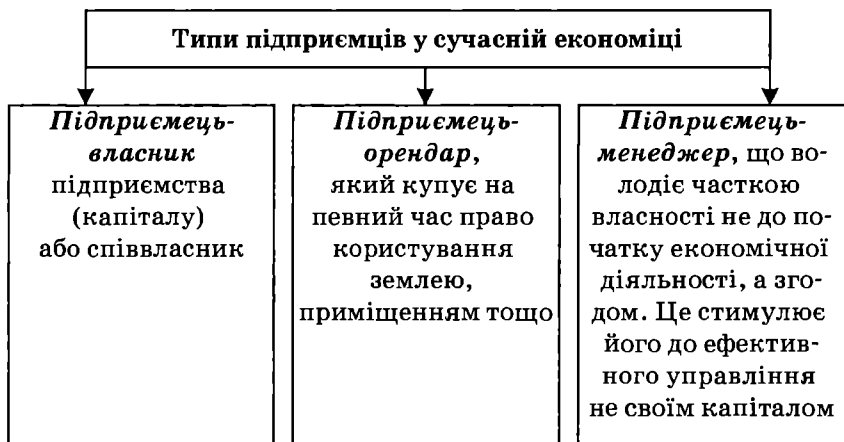 Типи підприємців у сучасній економіці
Підприємець-
власник
підприємства
(капіталу)
або співвласник
Підприємець-
орендар,
який купує на
певний час право
користування
землею,
приміщенням тощо
Підприємець-
менеджер, що во-
лодіє часткою
власності не до по-
чатку економічної
діяльності, а зго-
дом. Це стимулює
його до ефектив-
ного управління
не своїм капіталом